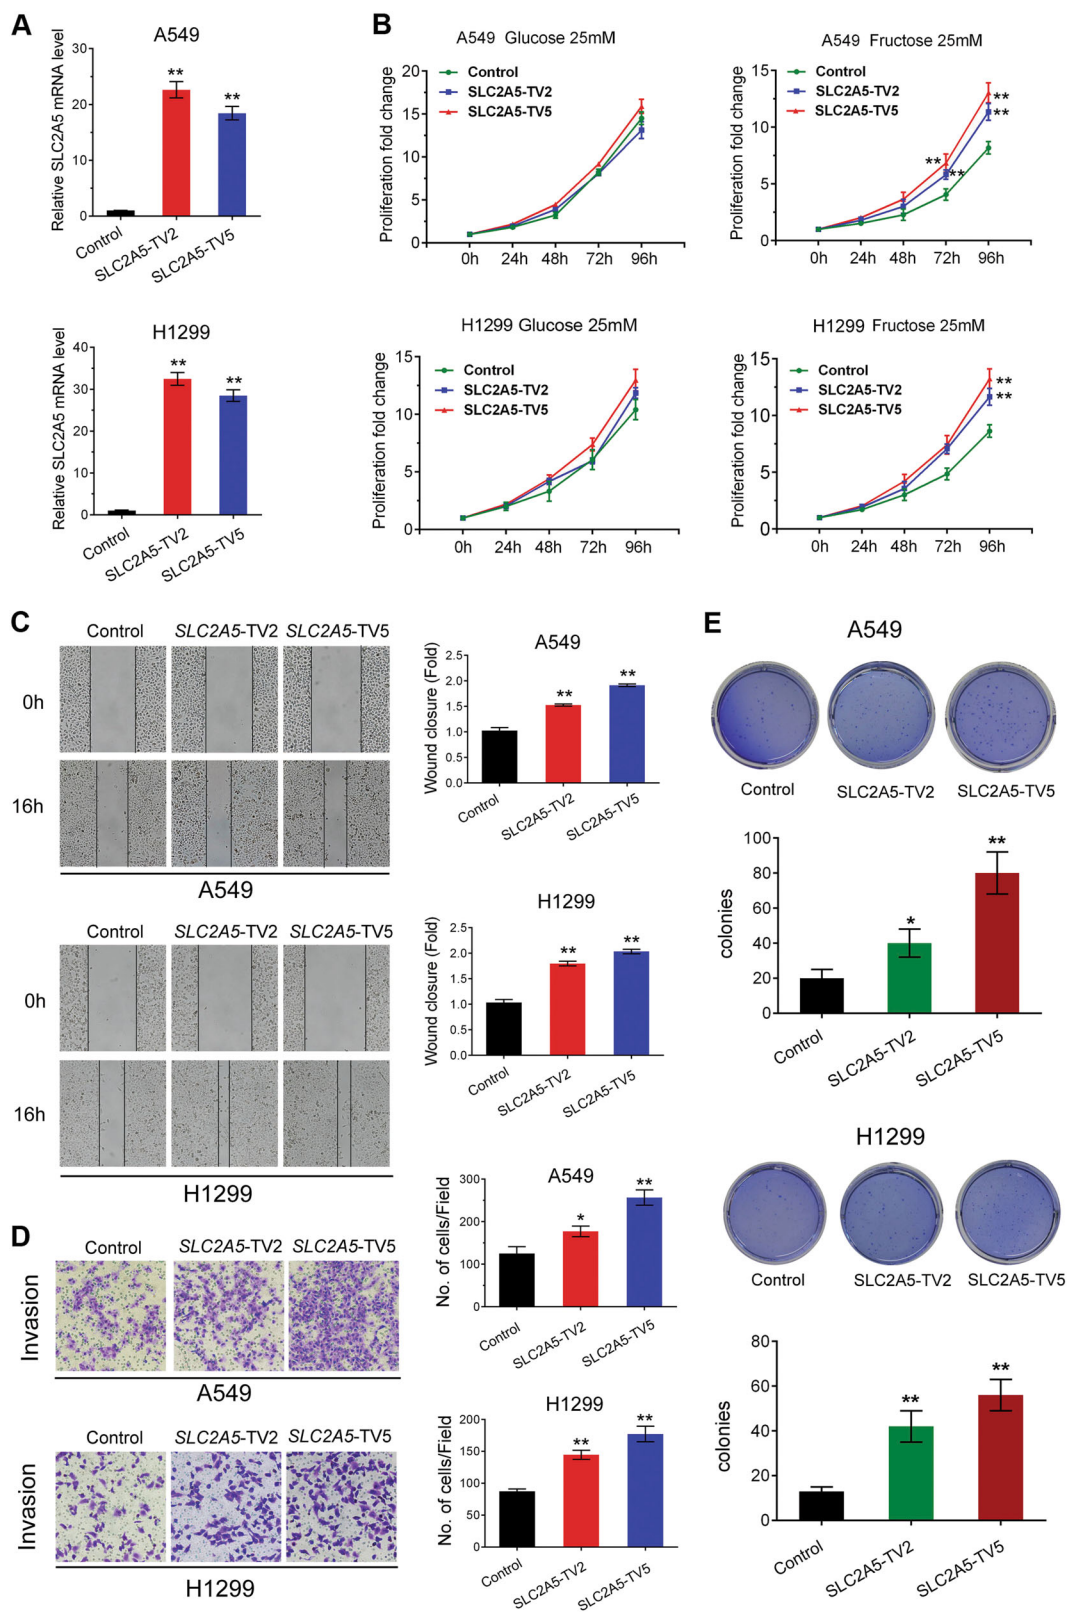 A
A549
Relative SLC2A5 mRNA level
30
20
10
0
**
**
Control
SLC2A5-TV2
SLC2A5-TV5
H1299
Relative SLC2A5 mRNA level
40
30
20
10
0
**
**
Control
SLC2A5-TV2
SLC2A5-TV5
B
A549 Glucose 25mM
Proliferation fold change
20
15
10
5
0
Control
SLC2A5-TV2
SLC2A5-TV5
0h 24h 48h 72h 96h
A549 Fructose 25mM
Proliferation fold change
15
10
5
0
Control
SLC2A5-TV2
SLC2A5-TV5
**
**
**
**
0h 24h 48h 72h 96h
H1299 Glucose 25mM
Proliferation fold change
15
10
5
0
Control
SLC2A5-TV2
SLC2A5-TV5
0h 24h 48h 72h 96h
H1299 Fructose 25mM
Proliferation fold change
15
10
5
0
Control
SLC2A5-TV2
SLC2A5-TV5
**
**
0h 24h 48h 72h 96h
C
Control SLC2A5-TV2 SLC2A5-TV5
0h
16h
A549
Control SLC2A5-TV2 SLC2A5-TV5
0h
16h
H1299
A549
Wound closure (Fold)
2.5
2.0
1.5
1.0
0.5
0.0
**
**
Control
SLC2A5-TV2
SLC2A5-TV5
H1299
Wound closure (Fold)
2.5
2.0
1.5
1.0
0.5
0.0
**
**
Control
SLC2A5-TV2
SLC2A5-TV5
D
Control SLC2A5-TV2 SLC2A5-TV5
Invasion
A549
Control SLC2A5-TV2 SLC2A5-TV5
Invasion
H1299
A549
No. of cells/Field
300
200
100
0
*
**
Control
SLC2A5-TV2
SLC2A5-TV5
H1299
No. of cells/Field
200
150
100
50
0
**
**
Control
SLC2A5-TV2
SLC2A5-TV5
E
A549
Control SLC2A5-TV2 SLC2A5-TV5
colonies
100
80
60
40
20
0
*
**
Control
SLC2A5-TV2
SLC2A5-TV5
H1299
Control SLC2A5-TV2 SLC2A5-TV5
colonies
80
60
40
20
0
**
**
Control
SLC2A5-TV2
SLC2A5-TV5